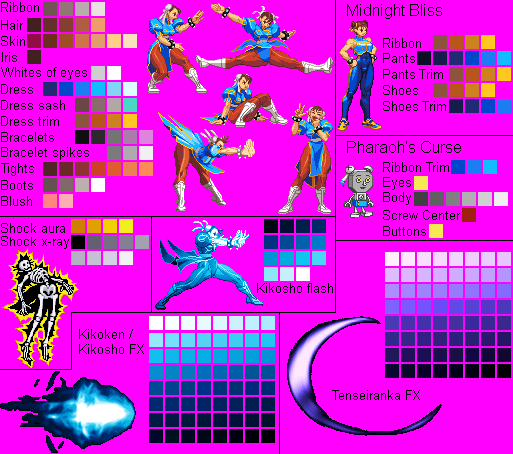 Ribbon
Hair
Skin
Iris
Whites of eyes
Dress
Dress sash
Dress trim
Bracelets
Bracelet spikes
Tights
Boots
Blush
Midnight Bliss
Ribbon
Pants
Pants Trim
Shoes
Shoes Trim
Pharaoh's Curse
Ribbon Trim
Eyes
Body
Screw Center
Buttons
Shock aura
Shock x-ray
Kikosho flash
Kikoken /
Kikosho FX
Tenseiranka FX